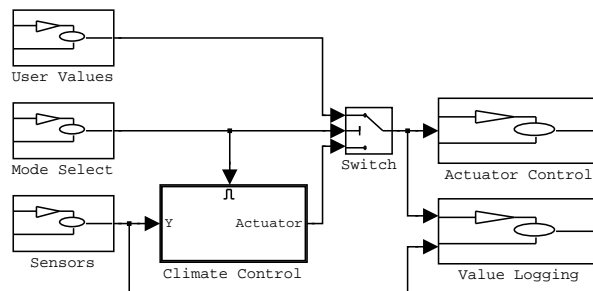 User Values
Mode Select
Switch
Actuator Control
Y
Actuator
Sensors
Climate Control
Value Logging